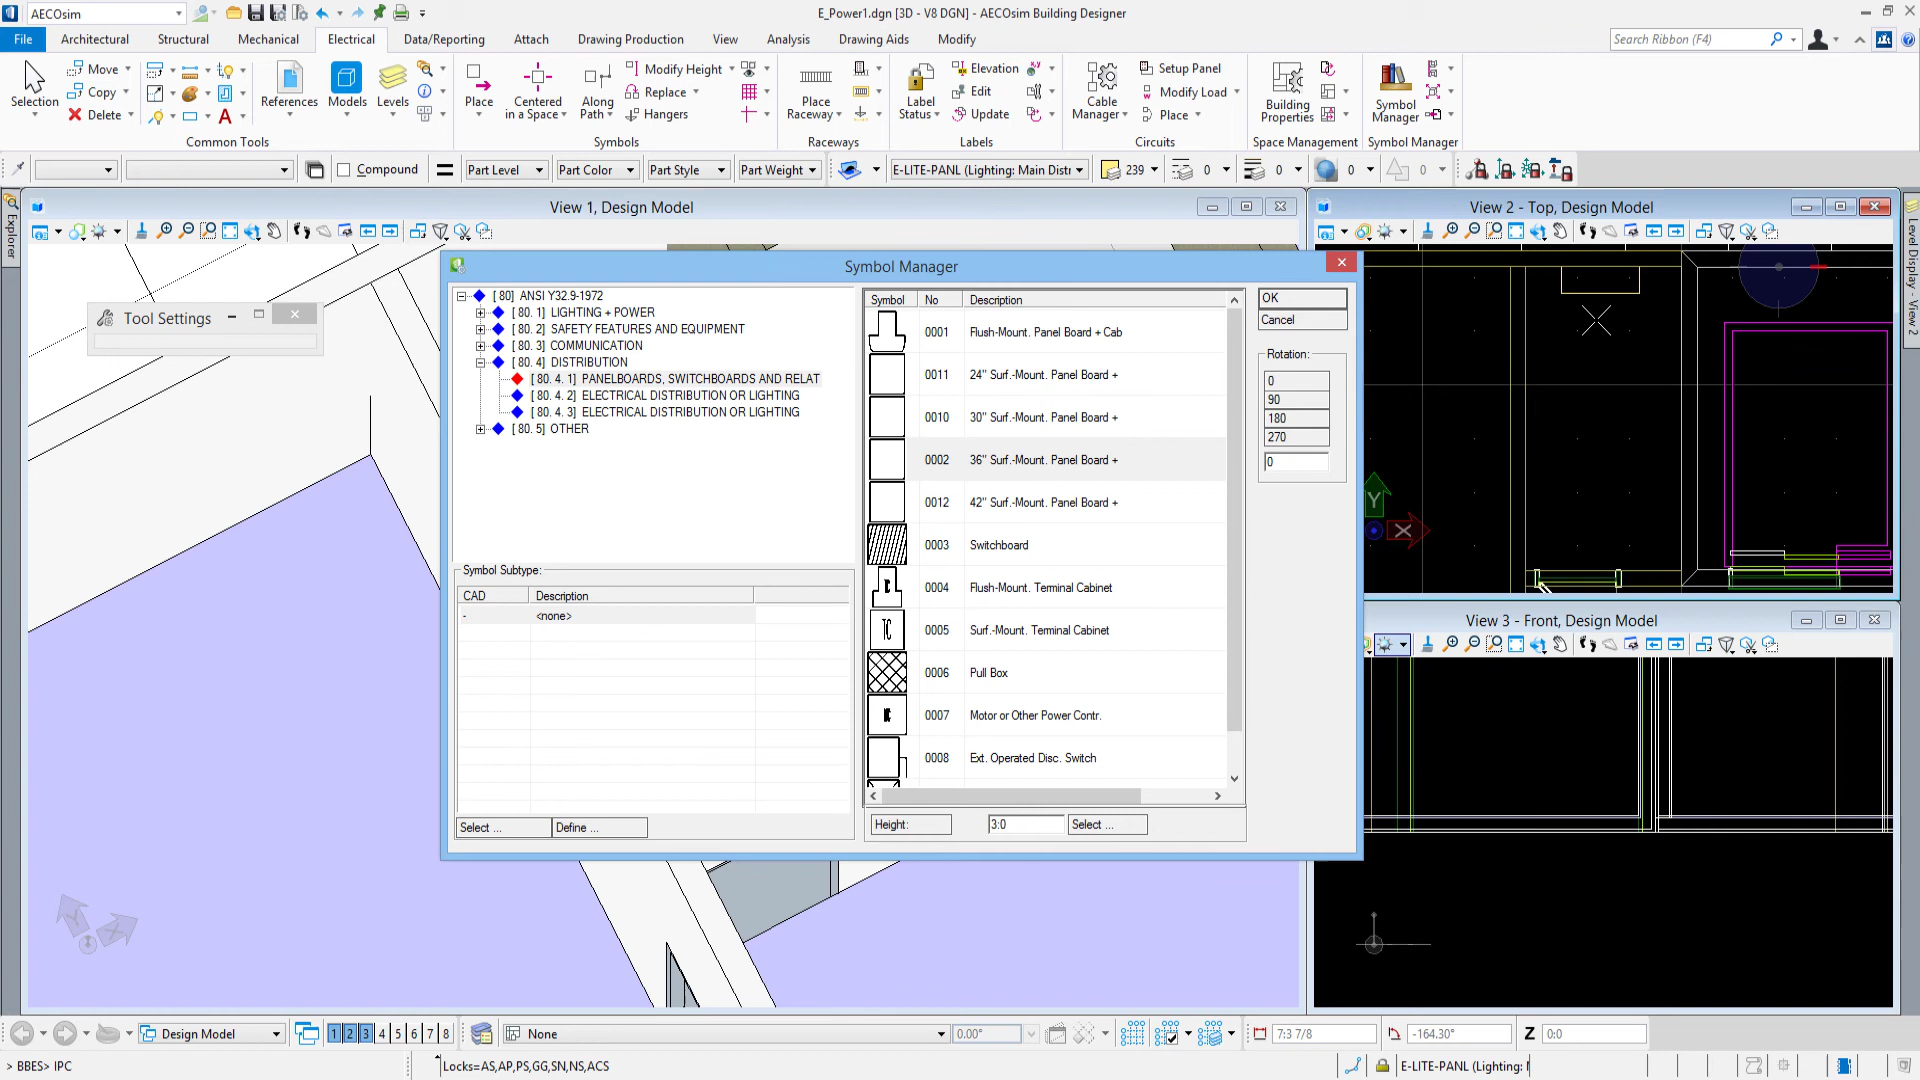 AECOsim
E_Power1.dgn [3D - V8 DGN] - AECOsim Building Designer
File Architectural Structural Mechanical Electrical Data/Reporting Attach Drawing Production View Analysis Drawing Aids Modify
Search Ribbon (F4)
Selection
Move
Copy
Delete
References
Models
Levels
Common Tools
Place
Centered
in a Space
Along
Path
Modify Height
Replace
Hangers
Symbols
Place
Raceway
Raceways
Label
Status
Elevation
Edit
Update
Labels
Cable
Manager
Setup Panel
Modify Load
Place
Circuits
Building
Properties
Space Management
Symbol
Manager
Symbol Manager
Compound
Part Level
Part Color
Part Style
Part Weight
E-LITE-PANL (Lighting: Main Distr
239
0
0
0
0
Explorer
View 1, Design Model
View 2 - Top, Design Model
Level Display - View 2
Tool Settings
Symbol Manager
[ 80] ANSI Y32.9-1972
[ 80. 1] LIGHTING + POWER
[ 80. 2] SAFETY FEATURES AND EQUIPMENT
[ 80. 3] COMMUNICATION
[ 80. 4] DISTRIBUTION
[ 80. 4. 1] PANELBOARDS, SWITCHBOARDS AND RELAT
[ 80. 4. 2] ELECTRICAL DISTRIBUTION OR LIGHTING
[ 80. 4. 3] ELECTRICAL DISTRIBUTION OR LIGHTING
[ 80. 5] OTHER
Symbol Subtype:
CAD Description
- <none>
Select ... Define ...
Symbol No Description
0001 Flush-Mount. Panel Board + Cab
0011 24" Surf.-Mount. Panel Board +
0010 30" Surf.-Mount. Panel Board +
0002 36" Surf.-Mount. Panel Board +
0012 42" Surf.-Mount. Panel Board +
0003 Switchboard
0004 Flush-Mount. Terminal Cabinet
TC 0005 Surf.-Mount. Terminal Cabinet
0006 Pull Box
0007 Motor or Other Power Contr.
0008 Ext. Operated Disc. Switch
Height: 3:0 Select ...
OK
Cancel
Rotation:
0
90
180
270
0
Y
X
View 3 - Front, Design Model
Design Model
1 2 3 4 5 6 7 8
None
0.00°
7:3 7/8
-164.30°
Z 0:0
> BBES> IPC
Locks=AS,AP,PS,GG,SN,NS,ACS
E-LITE-PANL (Lighting: